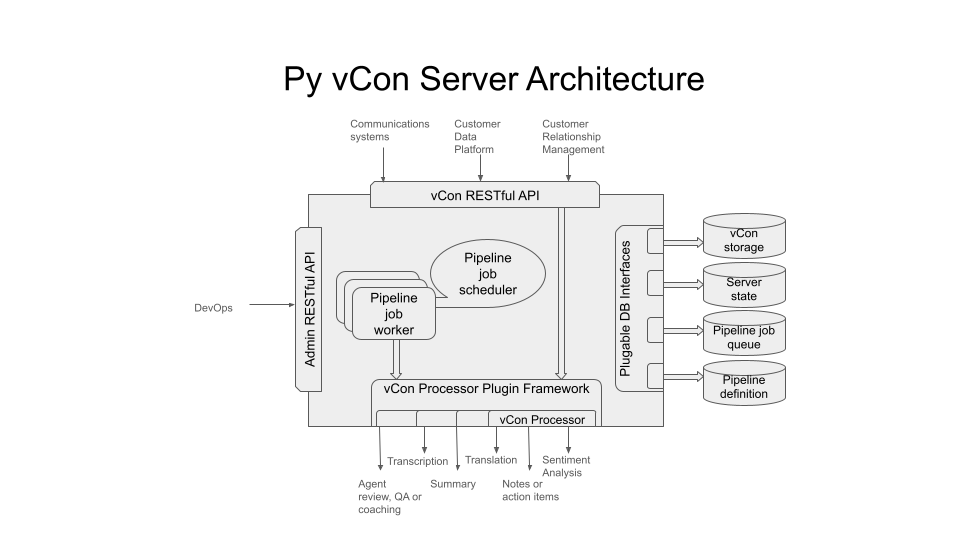 Py vCon Server Architecture
Communications
systems
Customer
Data
Platform
Customer
Relationship
Management
vCon RESTful API
Admin RESTful API
DevOps
Pipeline
job
scheduler
Pipeline
job
worker
Plugable DB Interfaces
vCon
storage
Server
state
Pipeline job
queue
Pipeline
definition
vCon Processor Plugin Framework
vCon Processor
Transcription
Translation
Sentiment
Analysis
Agent
review, QA or
coaching
Summary
Notes or
action items